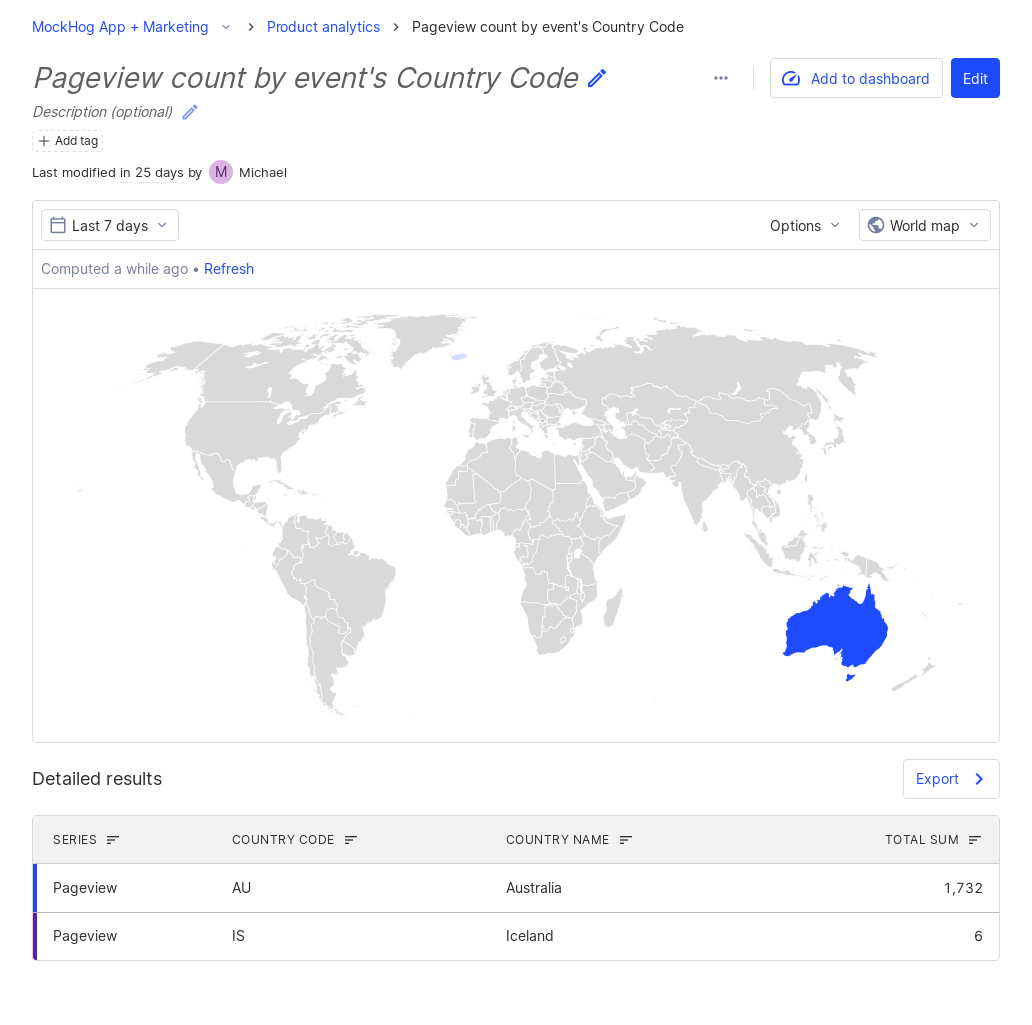 MockHog App + Marketing Product analytics Pageview count by event's Country Code
Pageview count by event's Country Code
Add to dashboard
Edit
Description (optional)
Add tag
Last modified in 25 days by M Michael
Last 7 days
Options
World map
Computed a while ago • Refresh
Detailed results
Export
SERIES COUNTRY CODE COUNTRY NAME TOTAL SUM
Pageview AU Australia 1,732
Pageview IS Iceland 6